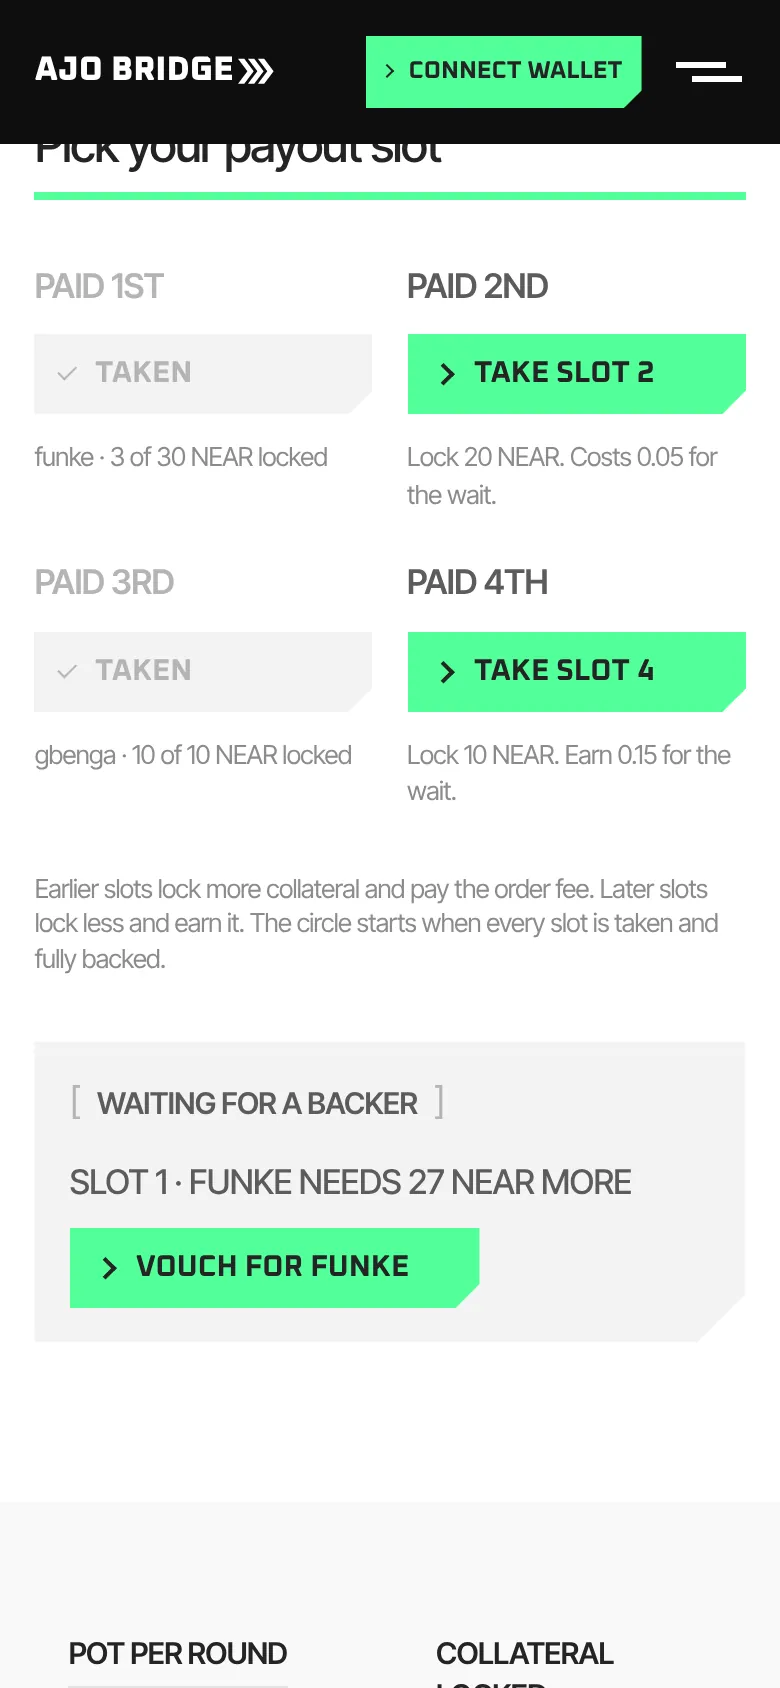 AJO BRIDGE
CONNECT WALLET
Pick your payout slot
PAID 1ST
TAKEN
funke · 3 of 30 NEAR locked
PAID 2ND
TAKE SLOT 2
Lock 20 NEAR. Costs 0.05 for
the wait.
PAID 3RD
TAKEN
gbenga · 10 of 10 NEAR locked
PAID 4TH
TAKE SLOT 4
Lock 10 NEAR. Earn 0.15 for the
wait.
Earlier slots lock more collateral and pay the order fee. Later slots
lock less and earn it. The circle starts when every slot is taken and
fully backed.
[ WAITING FOR A BACKER ]
SLOT 1 · FUNKE NEEDS 27 NEAR MORE
VOUCH FOR FUNKE
POT PER ROUND
COLLATERAL
LOCKED